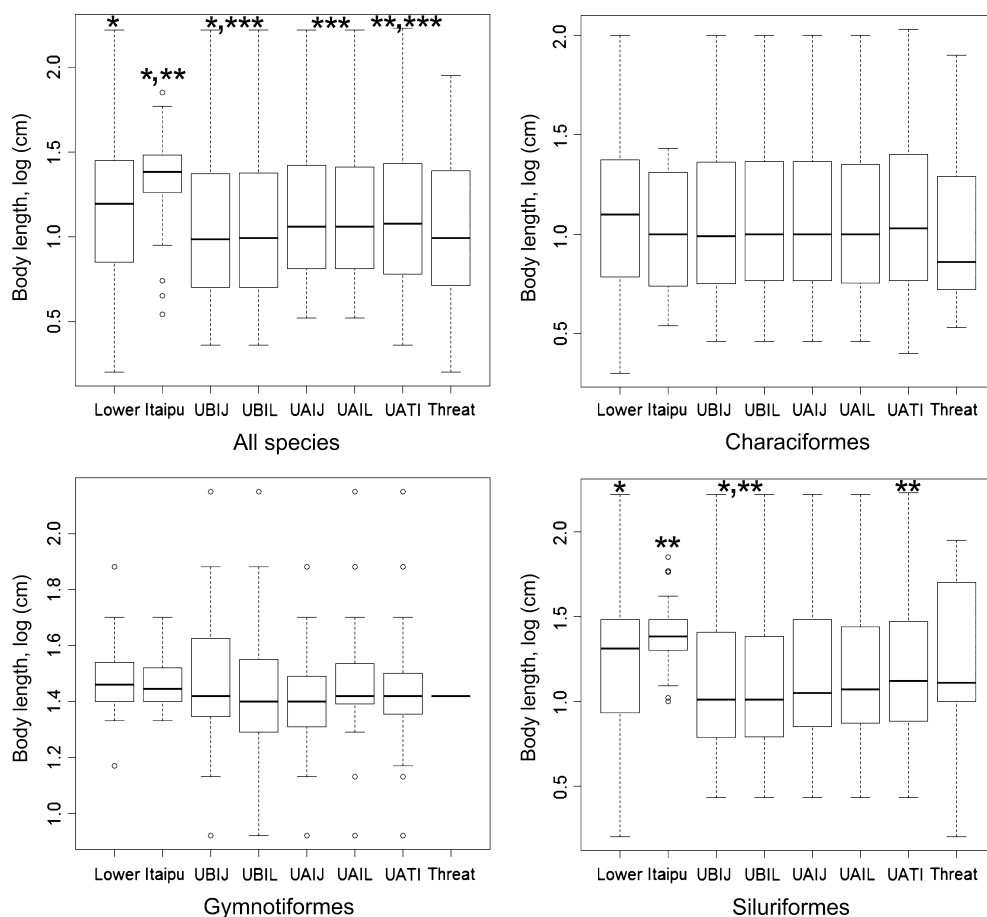 * *,*** *** **,***
*,**
Body length, log (cm)
2.0
1.5
1.0
0.5
Lower Itaipu UBIJ UBIL UAIJ UAIL UATI Threat
All species
Body length, log (cm)
2.0
1.5
1.0
0.5
Lower Itaipu UBIJ UBIL UAIJ UAIL UATI Threat
Characiformes
Body length, log (cm)
2.0
1.8
1.6
1.4
1.2
1.0
Lower Itaipu UBIJ UBIL UAIJ UAIL UATI Threat
Gymnotiformes
* *,** **
**
Body length, log (cm)
2.0
1.5
1.0
0.5
Lower Itaipu UBIJ UBIL UAIJ UAIL UATI Threat
Siluriformes